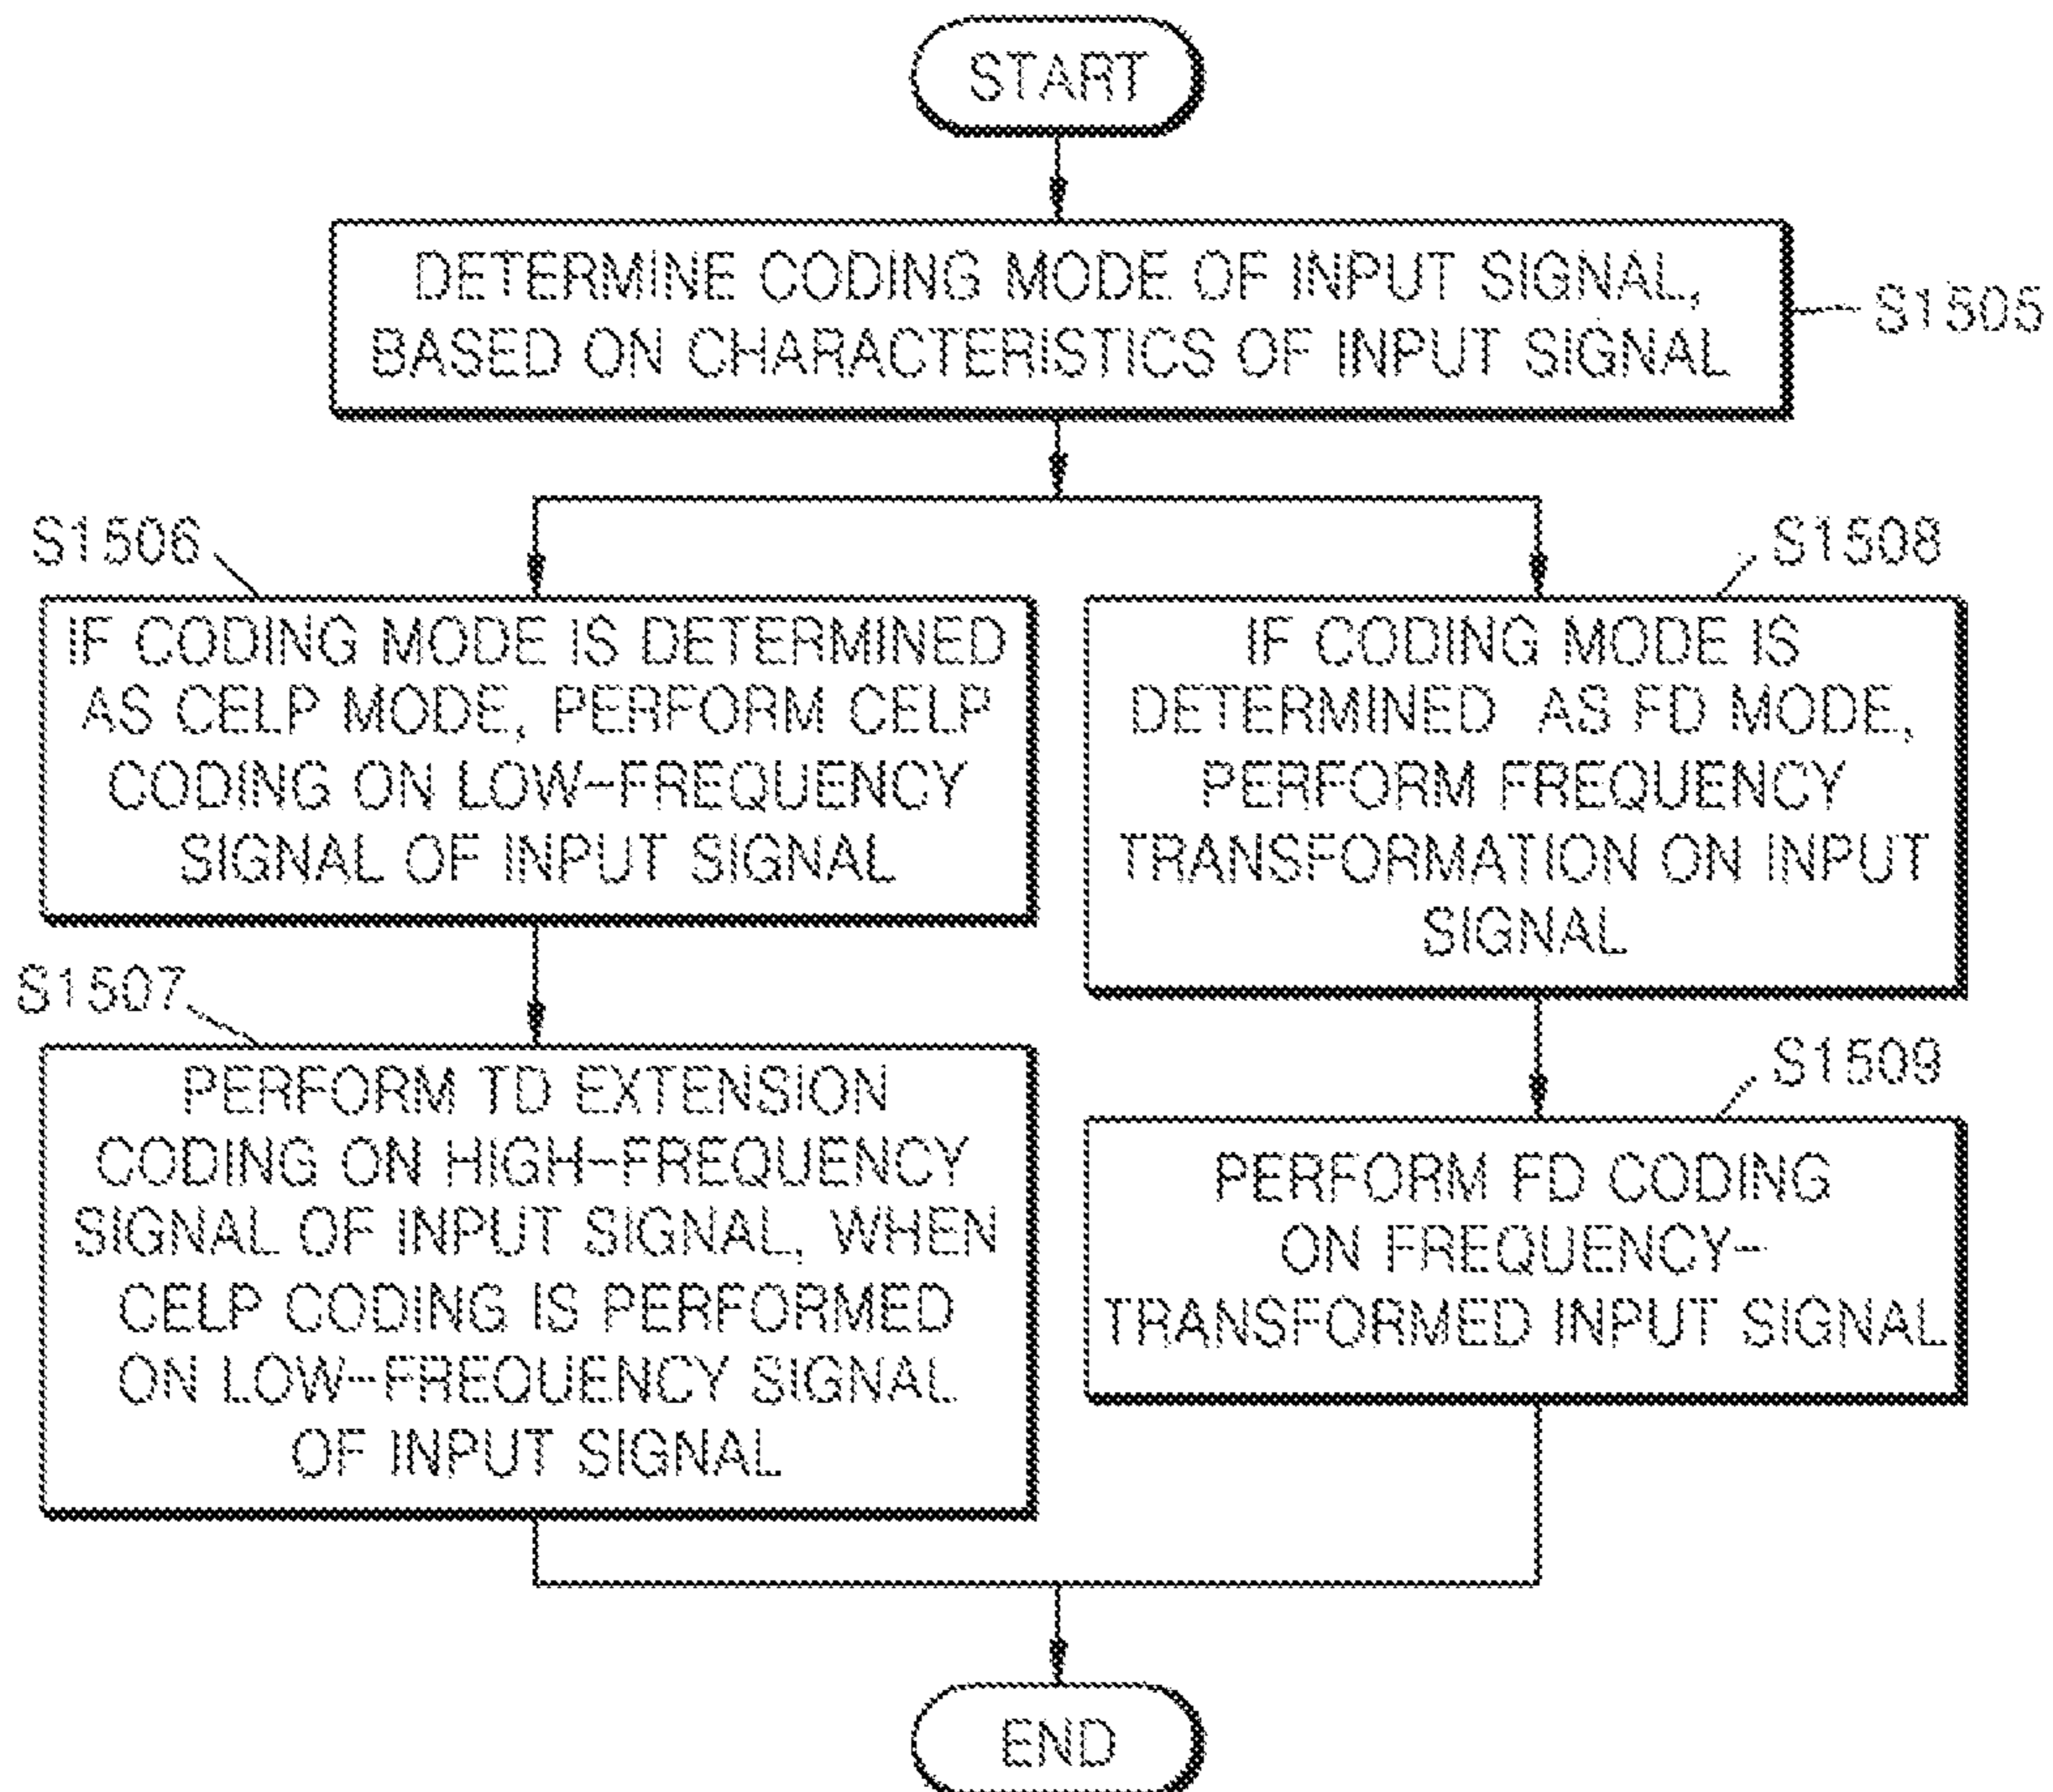 START
DETERMINE CODING MODE OF INPUT SIGNAL,
BASED ON CHARACTERISTICS OF INPUT SIGNAL
S1505
S1506
IF CODING MODE IS DETERMINED
AS CELP MODE, PERFORM CELP
CODING ON LOW-FREQUENCY
SIGNAL OF INPUT SIGNAL
S1508
IF CODING MODE IS
DETERMINED AS FD MODE,
PERFORM FREQUENCY
TRANSFORMATION ON INPUT
SIGNAL
S1507
PERFORM TD EXTENSION
CODING ON HIGH-FREQUENCY
SIGNAL OF INPUT SIGNAL, WHEN
CELP CODING IS PERFORMED
ON LOW-FREQUENCY SIGNAL
OF INPUT SIGNAL
S1509
PERFORM FD CODING
ON FREQUENCY-
TRANSFORMED INPUT SIGNAL
END